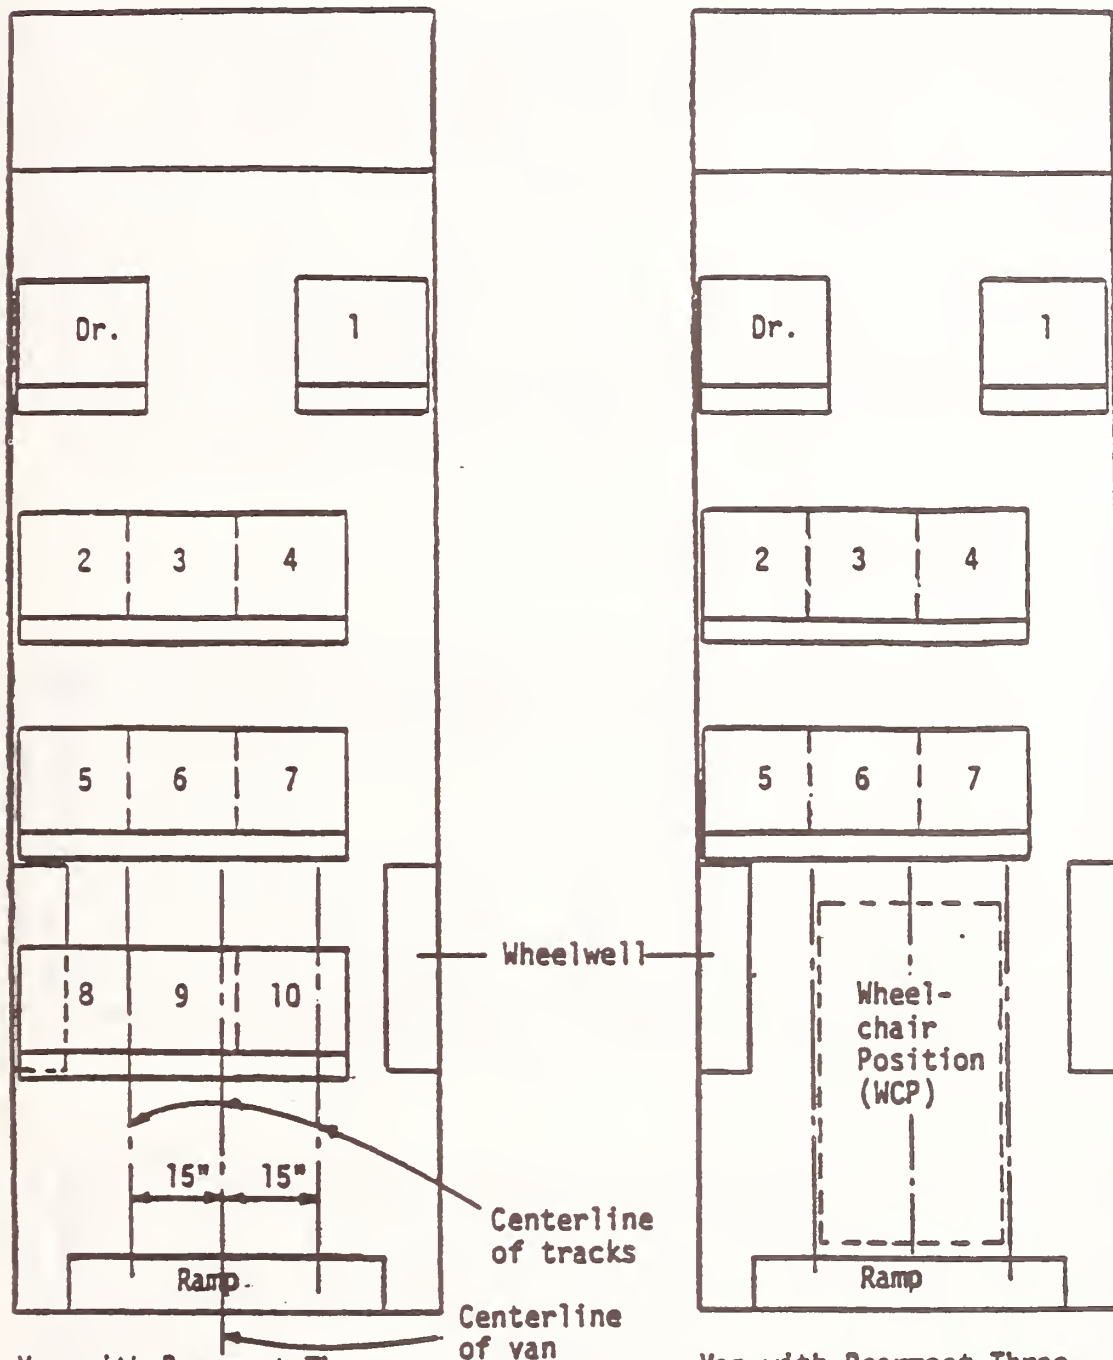 Dr.
1
2
3
4
5
6
7
8
9
10
15"
15"
Ramp
Centerline
of tracks
Centerline
of van
Wheelwell
Dr.
1
2
3
4
5
6
7
Wheel-
chair
Position
(WCP)
Ramp